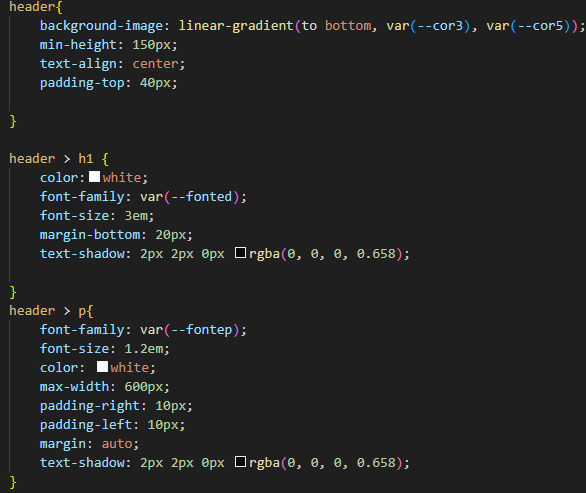 header{
    background-image: linear-gradient(to bottom, var(--cor3), var(--cor5));
    min-height: 150px;
    text-align: center;
    padding-top: 40px;

}

header > h1 {
    color: white;
    font-family: var(--fonted);
    font-size: 3em;
    margin-bottom: 20px;
    text-shadow: 2px 2px 0px rgba(0, 0, 0, 0.658);

}
header > p{
    font-family: var(--fontep);
    font-size: 1.2em;
    color: white;
    max-width: 600px;
    padding-right: 10px;
    padding-left: 10px;
    margin: auto;
    text-shadow: 2px 2px 0px rgba(0, 0, 0, 0.658);
}